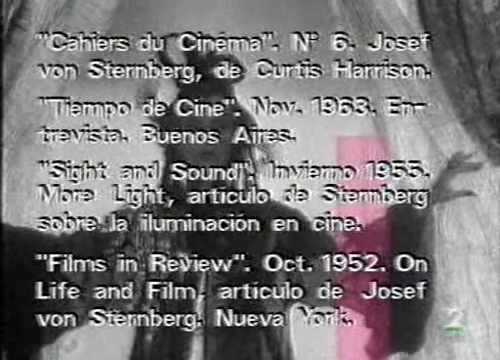 "Cahiers du Cinéma". Nº 6. Josef
von Sternberg, de Curtis Harrison.
"Tiempo de Cine". Nov. 1963. En-
trevista. Buenos Aires.
"Sight and Sound". Invierno 1955.
More Light, artículo de Sternberg
sobre la iluminación en cine.
"Films in Review". Oct. 1952. On
Life and Film, artículo de Josef
von Sternberg. Nueva York.
2